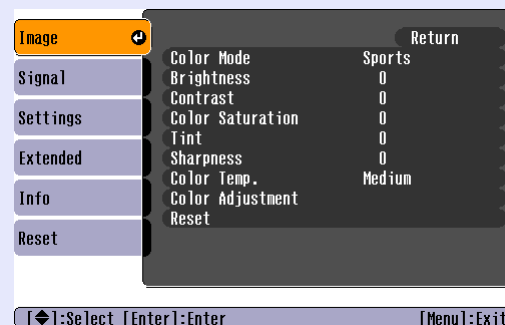 Image
Signal
Settings
Extended
Info
Reset
Return
Color Mode Sports
Brightness 0
Contrast 0
Color Saturation 0
Tint 0
Sharpness 0
Color Temp. Medium
Color Adjustment
Reset
[◆]:Select [Enter]:Enter [Menu]:Exit